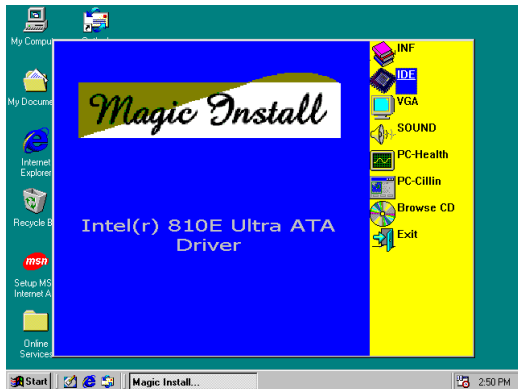 My Compu
My Docume
Internet
Explorer
Recycle B
msn
Setup MS
Internet A
Online
Services
Magic Install
Intel(r) 810E Ultra ATA
Driver
INF
IDE
VGA
SOUND
PC-Health
PC-Cillin
Browse CD
Exit
Start
Magic Install...
2:50 PM